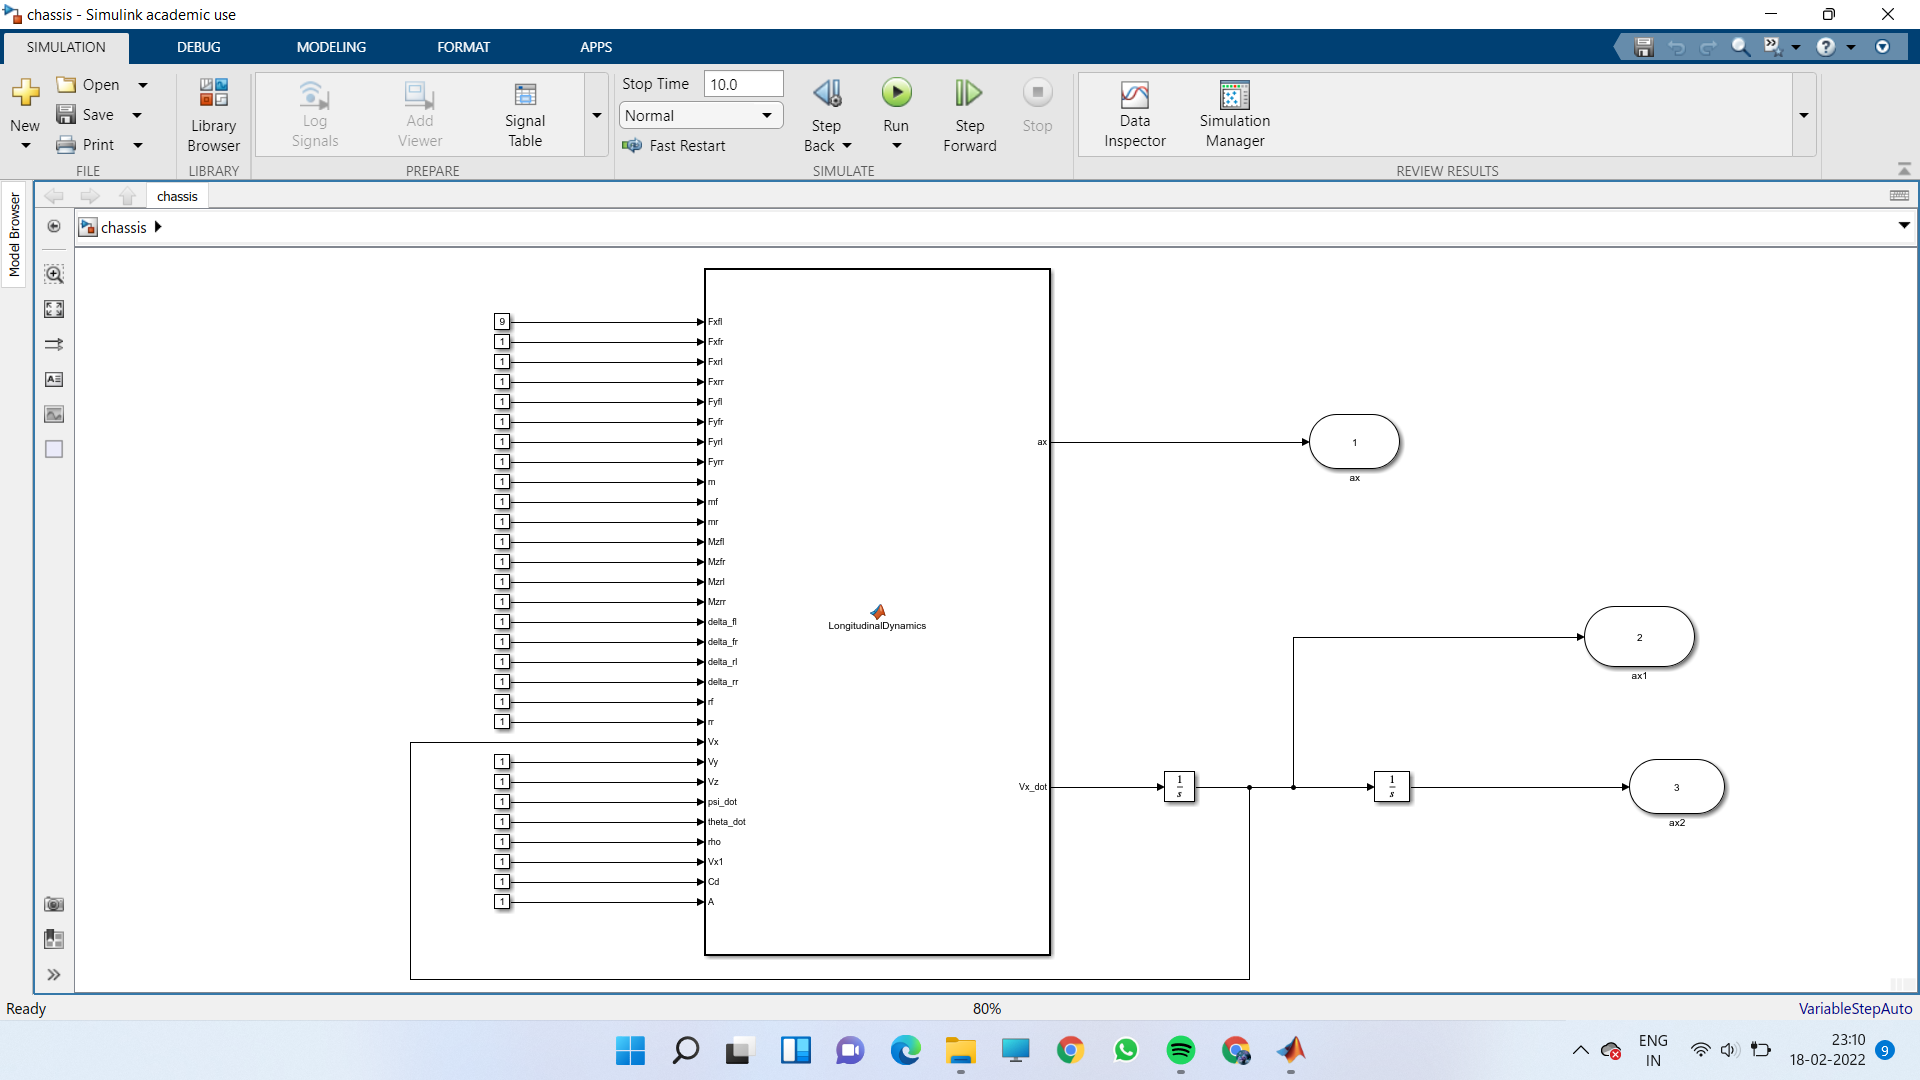 chassis - Simulink academic use
SIMULATION
DEBUG
MODELING
FORMAT
APPS
New
Open
Save
Print
FILE
Library
Browser
LIBRARY
Log
Signals
Add
Viewer
Signal
Table
PREPARE
Stop Time 10.0
Normal
Fast Restart
Step
Back
Run
Step
Forward
Stop
SIMULATE
Data
Inspector
Simulation
Manager
REVIEW RESULTS
Model Browser
chassis
chassis
9 Fxfl
1 Fxfr
1 Fxrl
1 Fxrr
1 Fyfl
1 Fyfr
1 Fyrl
1 Fyrr
1 m
1 mf
1 mr
1 Mzfl
1 Mzfr
1 Mzrl
1 Mzrr
1 delta_fl
1 delta_fr
1 delta_rl
1 delta_rr
1 rf
1 rr
Vx
1 Vy
1 Vz
1 psi_dot
1 theta_dot
1 rho
1 Vx1
1 Cd
1 A
LongitudinalDynamics
ax
1
ax
2
ax1
Vx_dot
1
s
1
s
3
ax2
Ready
80%
VariableStepAuto
ENG
IN
23:10
18-02-2022
9